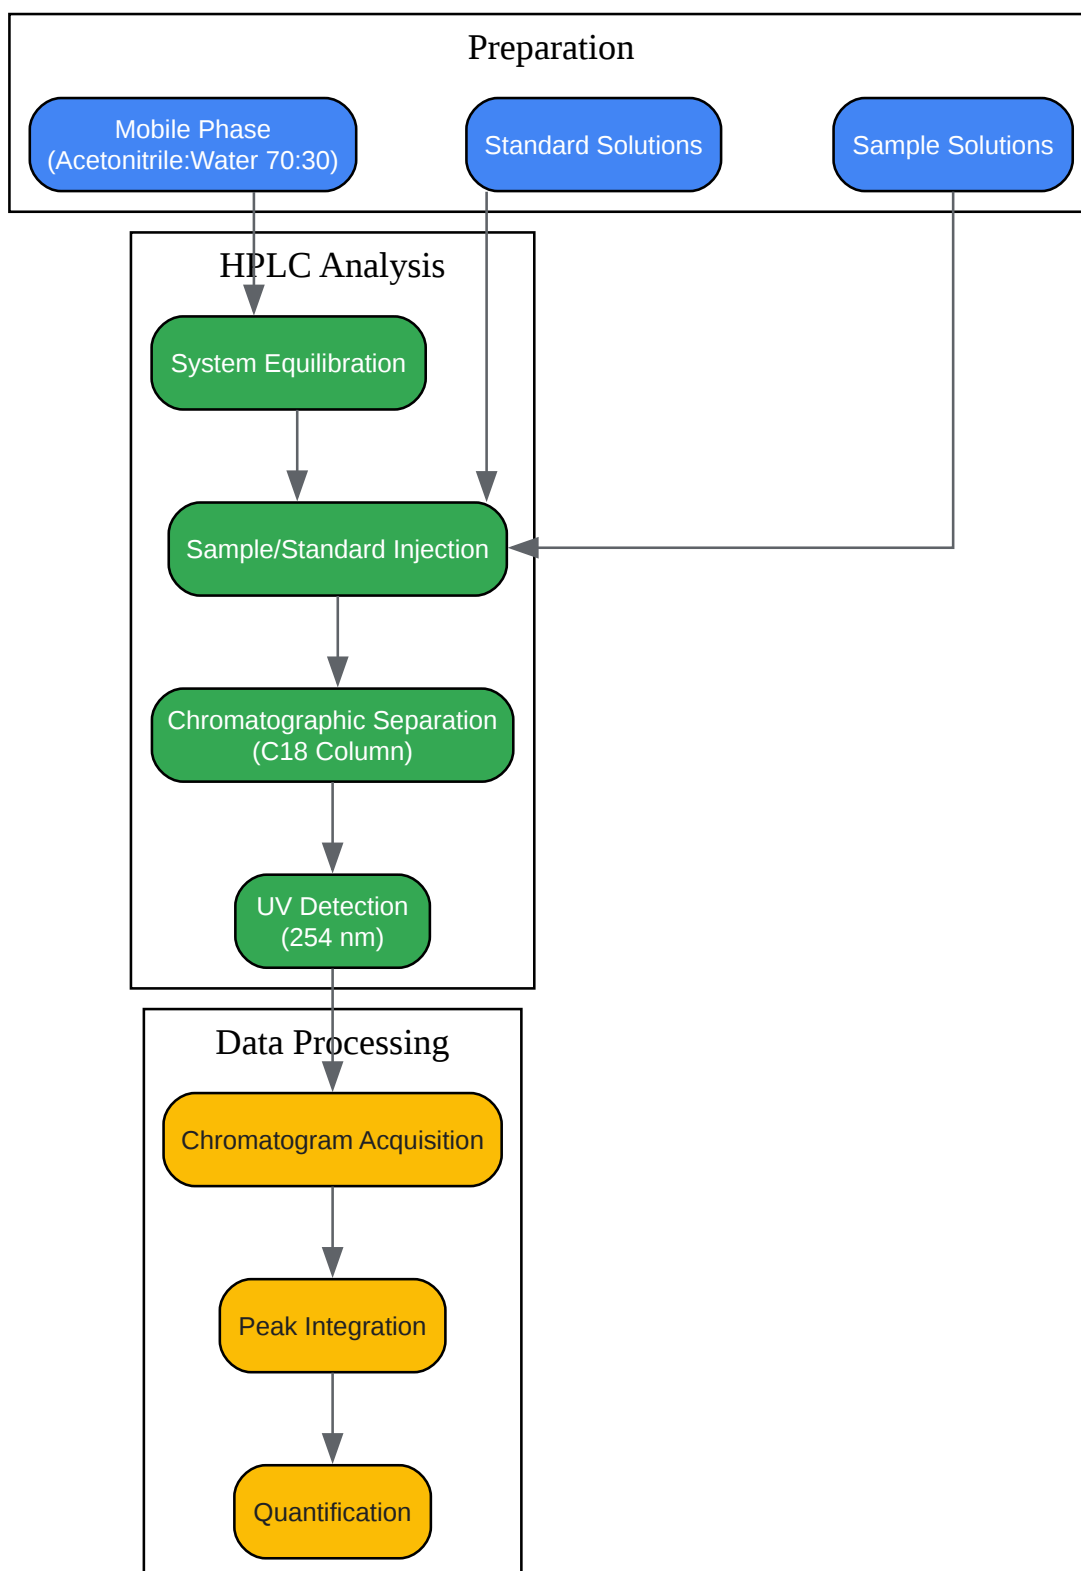 Preparation
Mobile Phase
(Acetonitrile:Water 70:30)
Standard Solutions
Sample Solutions
HPLC Analysis
System Equilibration
Sample/Standard Injection
Chromatographic Separation
(C18 Column)
UV Detection
(254 nm)
Data Processing
Chromatogram Acquisition
Peak Integration
Quantification